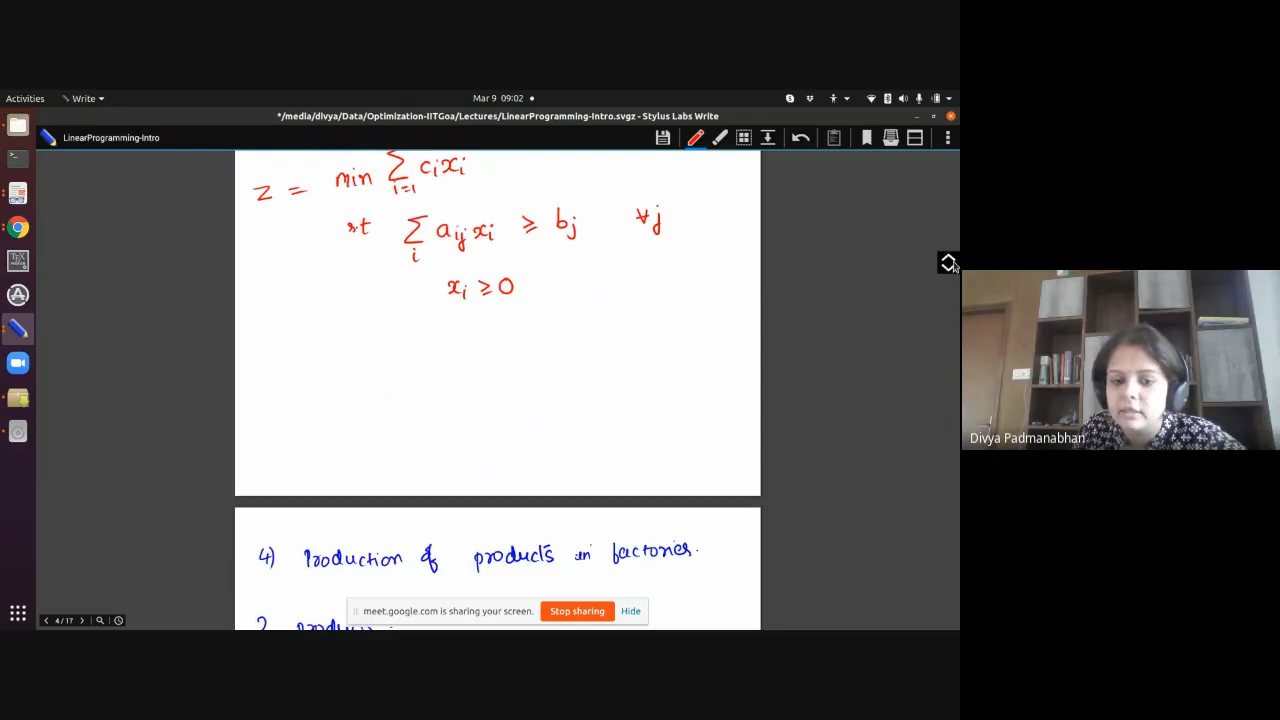 Activities
Write
Mar 9 09:02
*/media/divya/Data/Optimization-IITGoa/Lectures/LinearProgramming-Intro.svgz - Stylus Labs Write
LinearProgramming-Intro
z = min ∑ i=1 cᵢxᵢ
st ∑ᵢ aᵢⱼxᵢ ≥ bⱼ ∀j
xᵢ ≥ 0
4) Production of products in factories.
2 products
meet.google.com is sharing your screen. Stop sharing Hide
4/17
Divya Padmanabhan